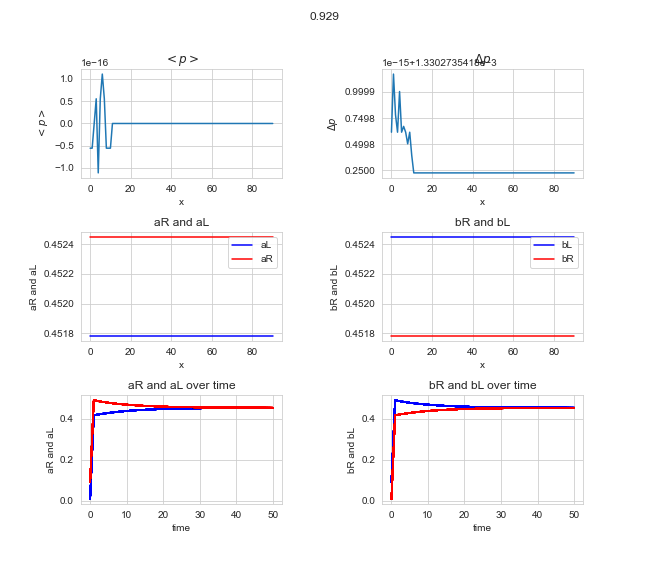 0.929
< p >
Δp
1e−16
1e−15+1.3302735418e−3
< p >
1.0
0.5
0.0
−0.5
−1.0
0 20 40 60 80
x
Δp
0.9999
0.7498
0.4998
0.2500
0 20 40 60 80
x
aR and aL
aR and aL
0.4524
0.4522
0.4520
0.4518
aL
aR
0 20 40 60 80
x
bR and bL
bR and bL
0.4524
0.4522
0.4520
0.4518
bL
bR
0 20 40 60 80
x
aR and aL over time
aR and aL
0.4
0.2
0.0
0 10 20 30 40 50
time
bR and bL over time
bR and bL
0.4
0.2
0.0
0 10 20 30 40 50
time